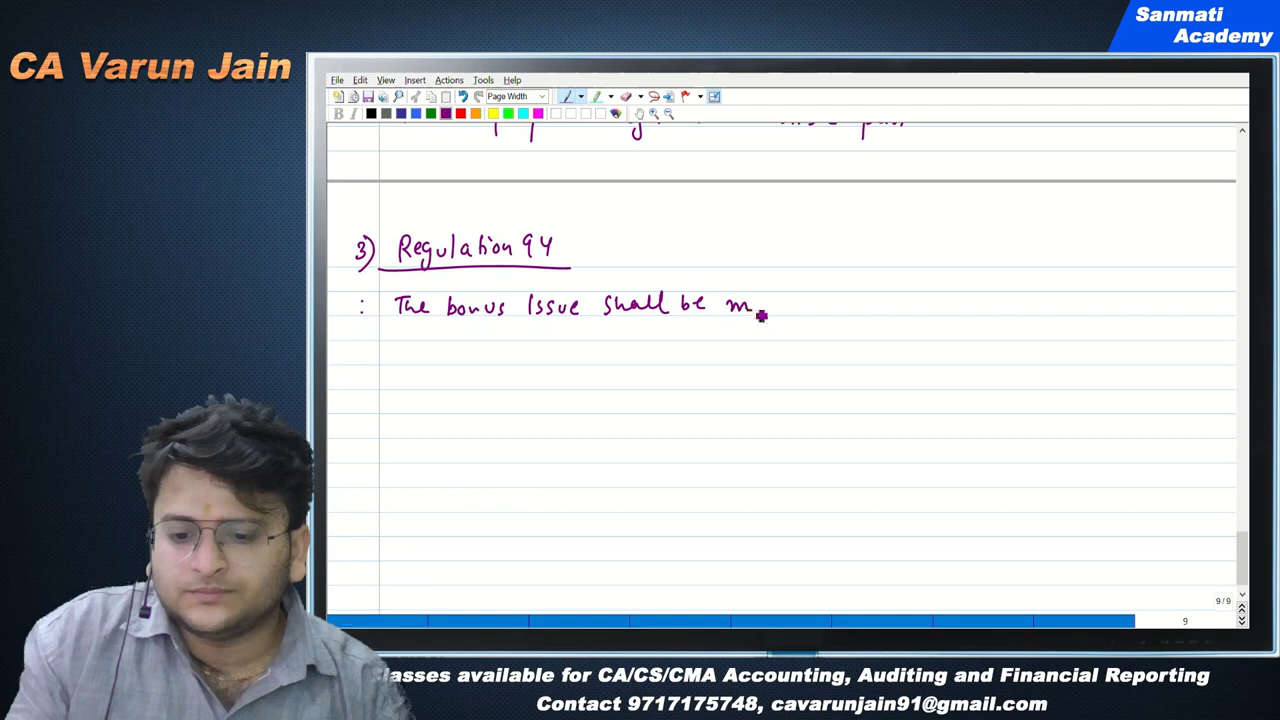 Sanmati
Academy
CA Varun Jain
File Edit View Insert Actions Tools Help
Page Width
B I
3) Regulation 94
: The bonus Issue shall be m
9/9
9
lasses available for CA/CS/CMA Accounting, Auditing and Financial Reporting
Contact 9717175748, cavarunjain91@gmail.com